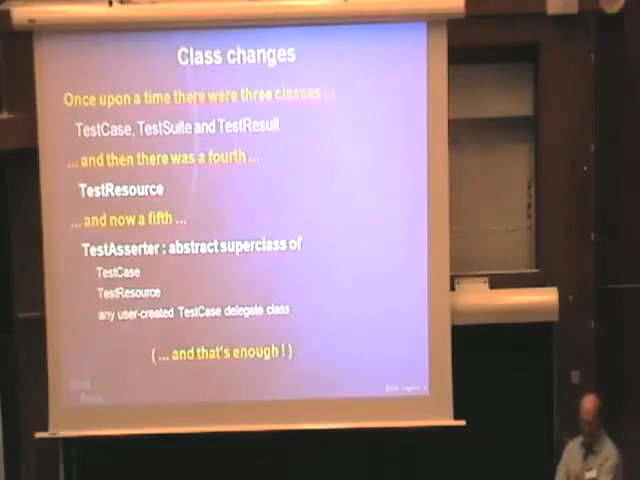 Class changes
Once upon a time there were three classes ...
TestCase, TestSuite and TestResult
... and then there was a fourth ...
TestResource
... and now a fifth ...
TestAsserter : abstract superclass of
TestCase
TestResource
any user-created TestCase delegate class
( ... and that's enough ! )